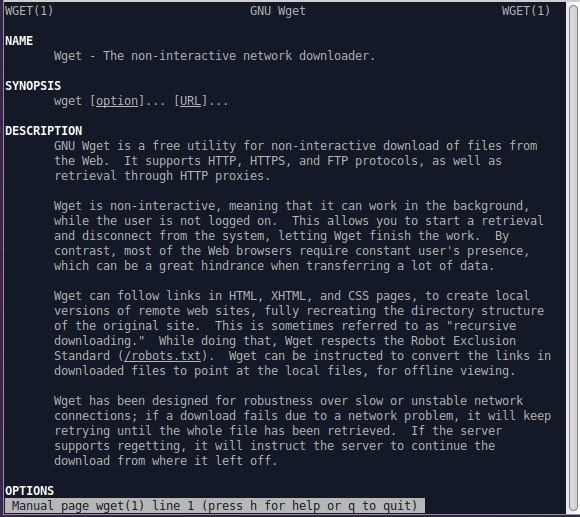 WGET(1) GNU Wget WGET(1)
NAME
Wget - The non-interactive network downloader.
SYNOPSIS
wget [option]... [URL]...
DESCRIPTION
GNU Wget is a free utility for non-interactive download of files from
the Web.  It supports HTTP, HTTPS, and FTP protocols, as well as
retrieval through HTTP proxies.
Wget is non-interactive, meaning that it can work in the background,
while the user is not logged on.  This allows you to start a retrieval
and disconnect from the system, letting Wget finish the work.  By
contrast, most of the Web browsers require constant user's presence,
which can be a great hindrance when transferring a lot of data.
Wget can follow links in HTML, XHTML, and CSS pages, to create local
versions of remote web sites, fully recreating the directory structure
of the original site.  This is sometimes referred to as "recursive
downloading."  While doing that, Wget respects the Robot Exclusion
Standard (/robots.txt).  Wget can be instructed to convert the links in
downloaded files to point at the local files, for offline viewing.
Wget has been designed for robustness over slow or unstable network
connections; if a download fails due to a network problem, it will keep
retrying until the whole file has been retrieved.  If the server
supports regetting, it will instruct the server to continue the
download from where it left off.
OPTIONS
Manual page wget(1) line 1 (press h for help or q to quit)